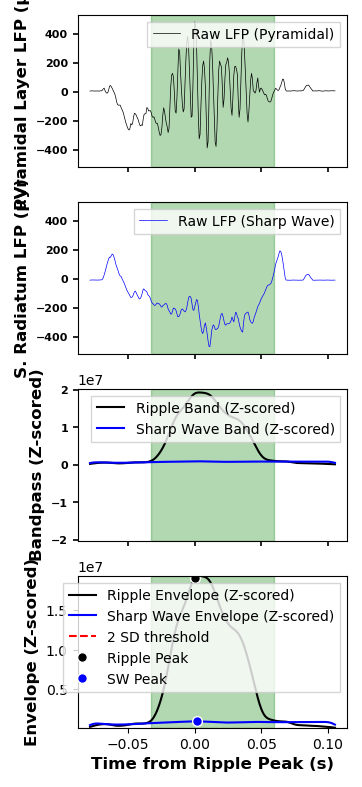 Pyramidal Layer LFP (
400
200
0
−200
−400
Raw LFP (Pyramidal)
S. Radiatum LFP (
400
200
0
−200
−400
Raw LFP (Sharp Wave)
Bandpass (Z-scored)
1e7
2
1
0
−1
−2
Ripple Band (Z-scored)
Sharp Wave Band (Z-scored)
Envelope (Z-scored)
1e7
1.5
1.0
0.5
Ripple Envelope (Z-scored)
Sharp Wave Envelope (Z-scored)
2 SD threshold
Ripple Peak
SW Peak
−0.05 0.00 0.05 0.10
Time from Ripple Peak (s)